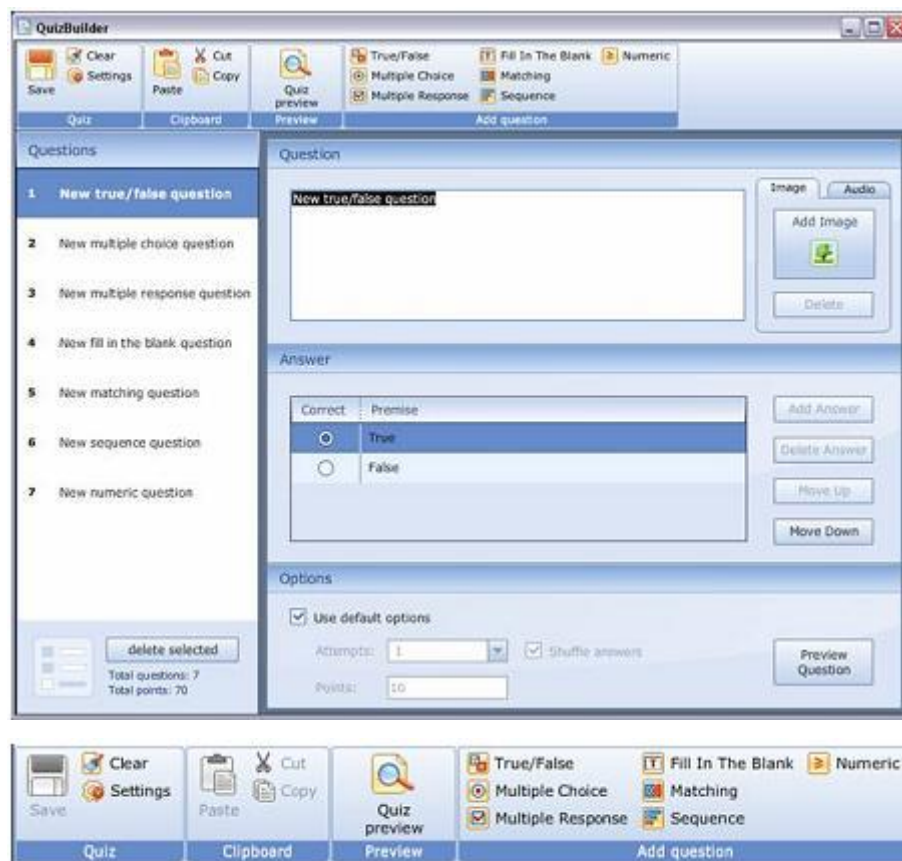 QuizBuilder
Clear
Settings
Save
Quiz
Cut
Copy
Paste
Clipboard
Quiz
preview
Preview
True/False
Multiple Choice
Multiple Response
Fill In The Blank
Matching
Sequence
Numeric
Add question
Questions
1 New true/false question
2 New multiple choice question
3 New multiple response question
4 New fill in the blank question
5 New matching question
6 New sequence question
7 New numeric question
delete selected
Total questions: 7
Total points: 70
Question
New true/false question
Image Audio
Add Image
Delete
Answer
Correct Premise
True
False
Add Answer
Delete Answer
Move Up
Move Down
Options
Use default options
Attempts: 1
Shuffle answers
Points: 10
Preview
Question
Clear
Settings
Save
Quiz
Cut
Copy
Paste
Clipboard
Quiz
preview
Preview
True/False
Multiple Choice
Multiple Response
Fill In The Blank
Matching
Sequence
Numeric
Add question